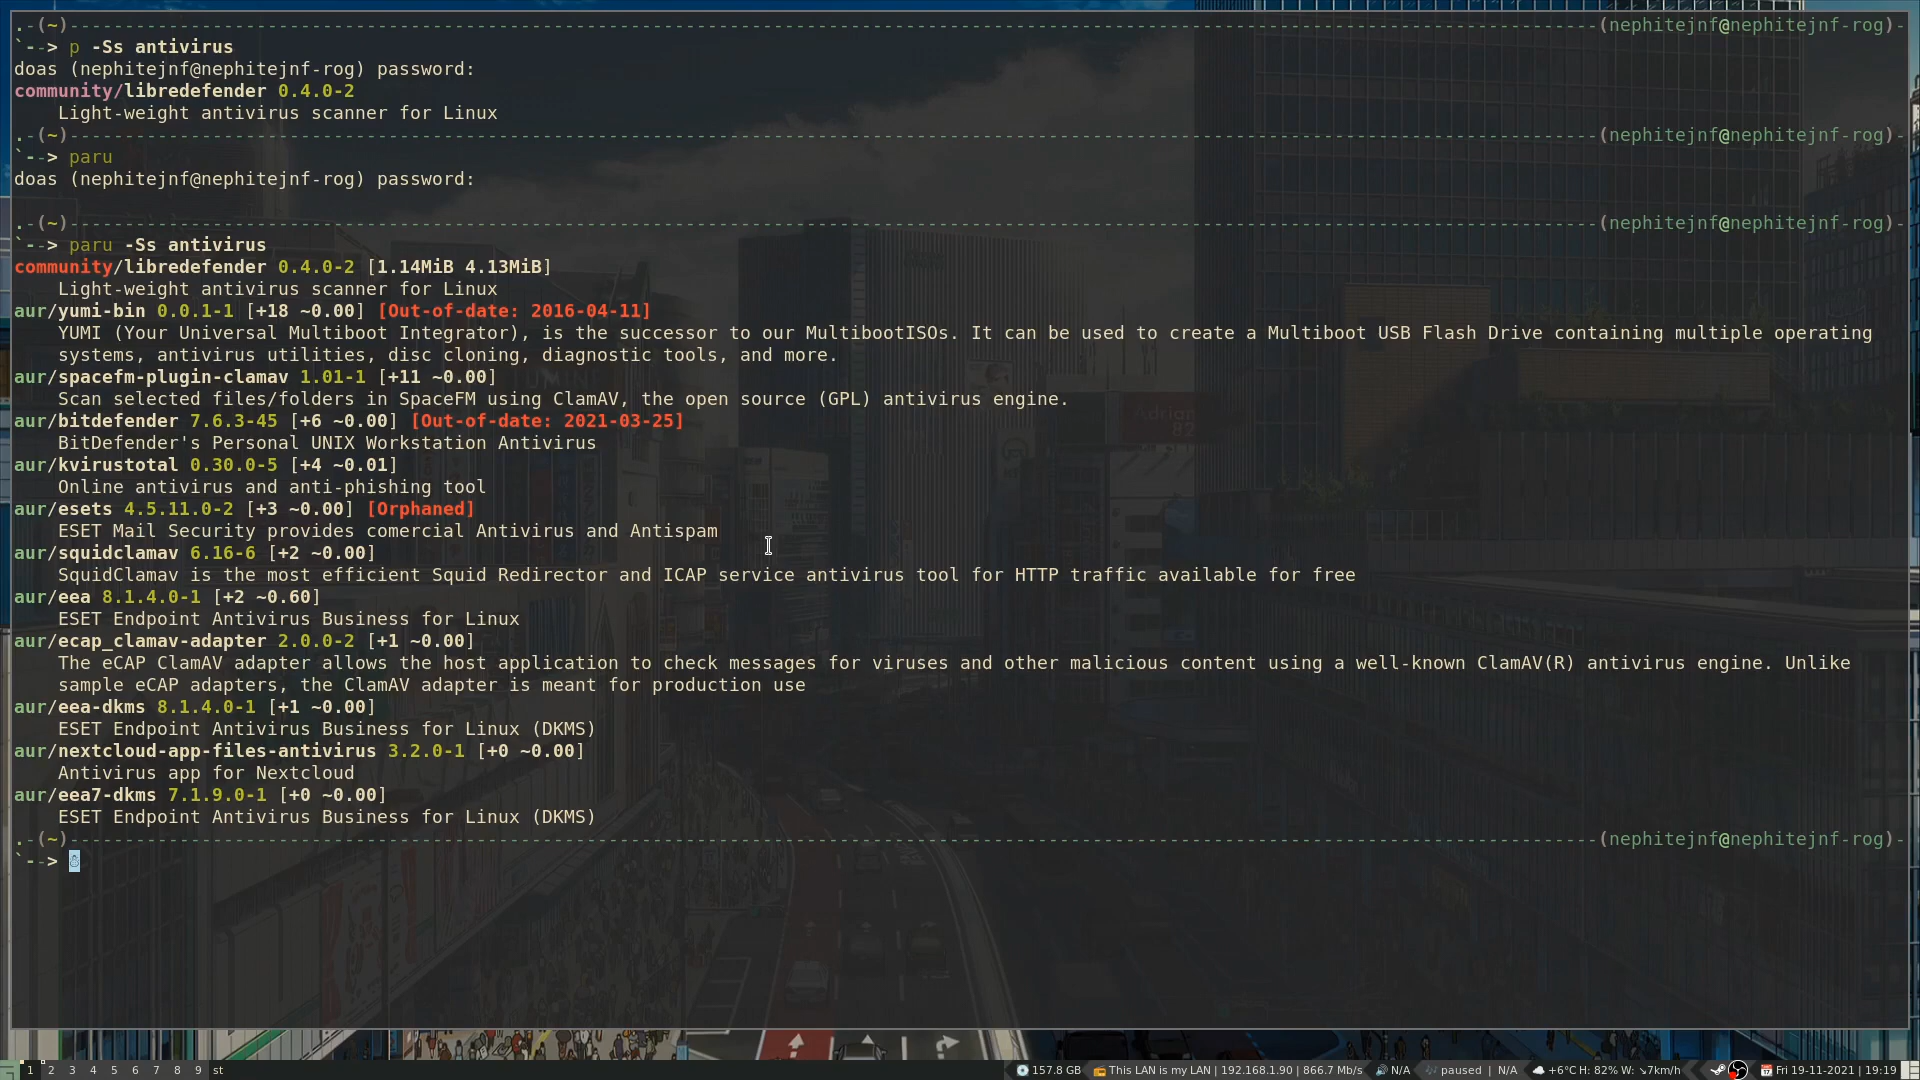 .-(~)------------------------------------------------------------(nephitejnf@nephitejnf-rog)-
`--> p -Ss antivirus
doas (nephitejnf@nephitejnf-rog) password:
community/libredefender 0.4.0-2
Light-weight antivirus scanner for Linux
.-(~)------------------------------------------------------------(nephitejnf@nephitejnf-rog)-
`--> paru
doas (nephitejnf@nephitejnf-rog) password:
.-(~)------------------------------------------------------------(nephitejnf@nephitejnf-rog)-
`--> paru -Ss antivirus
community/libredefender 0.4.0-2 [1.14MiB 4.13MiB]
Light-weight antivirus scanner for Linux
aur/yumi-bin 0.0.1-1 [+18 ~0.00] [Out-of-date: 2016-04-11]
YUMI (Your Universal Multiboot Integrator), is the successor to our MultibootISOs. It can be used to create a Multiboot USB Flash Drive containing multiple operating
systems, antivirus utilities, disc cloning, diagnostic tools, and more.
aur/spacefm-plugin-clamav 1.01-1 [+11 ~0.00]
Scan selected files/folders in SpaceFM using ClamAV, the open source (GPL) antivirus engine.
aur/bitdefender 7.6.3-45 [+6 ~0.00] [Out-of-date: 2021-03-25]
BitDefender's Personal UNIX Workstation Antivirus
aur/kvirustotal 0.30.0-5 [+4 ~0.01]
Online antivirus and anti-phishing tool
aur/esets 4.5.11.0-2 [+3 ~0.00] [Orphaned]
ESET Mail Security provides comercial Antivirus and Antispam
aur/squidclamav 6.16-6 [+2 ~0.00]
SquidClamav is the most efficient Squid Redirector and ICAP service antivirus tool for HTTP traffic available for free
aur/eea 8.1.4.0-1 [+2 ~0.60]
ESET Endpoint Antivirus Business for Linux
aur/ecap_clamav-adapter 2.0.0-2 [+1 ~0.00]
The eCAP ClamAV adapter allows the host application to check messages for viruses and other malicious content using a well-known ClamAV(R) antivirus engine. Unlike
sample eCAP adapters, the ClamAV adapter is meant for production use
aur/eea-dkms 8.1.4.0-1 [+1 ~0.00]
ESET Endpoint Antivirus Business for Linux (DKMS)
aur/nextcloud-app-files-antivirus 3.2.0-1 [+0 ~0.00]
Antivirus app for Nextcloud
aur/eea7-dkms 7.1.9.0-1 [+0 ~0.00]
ESET Endpoint Antivirus Business for Linux (DKMS)
.-(~)------------------------------------------------------------(nephitejnf@nephitejnf-rog)-
`-->
1 2 3 4 5 6 7 8 9 st 157.8 GB This LAN is my LAN | 192.168.1.90 | 866.7 Mb/s N/A paused | N/A +6°C H: 82% W: ↘7km/h Fri 19-11-2021 | 19:19